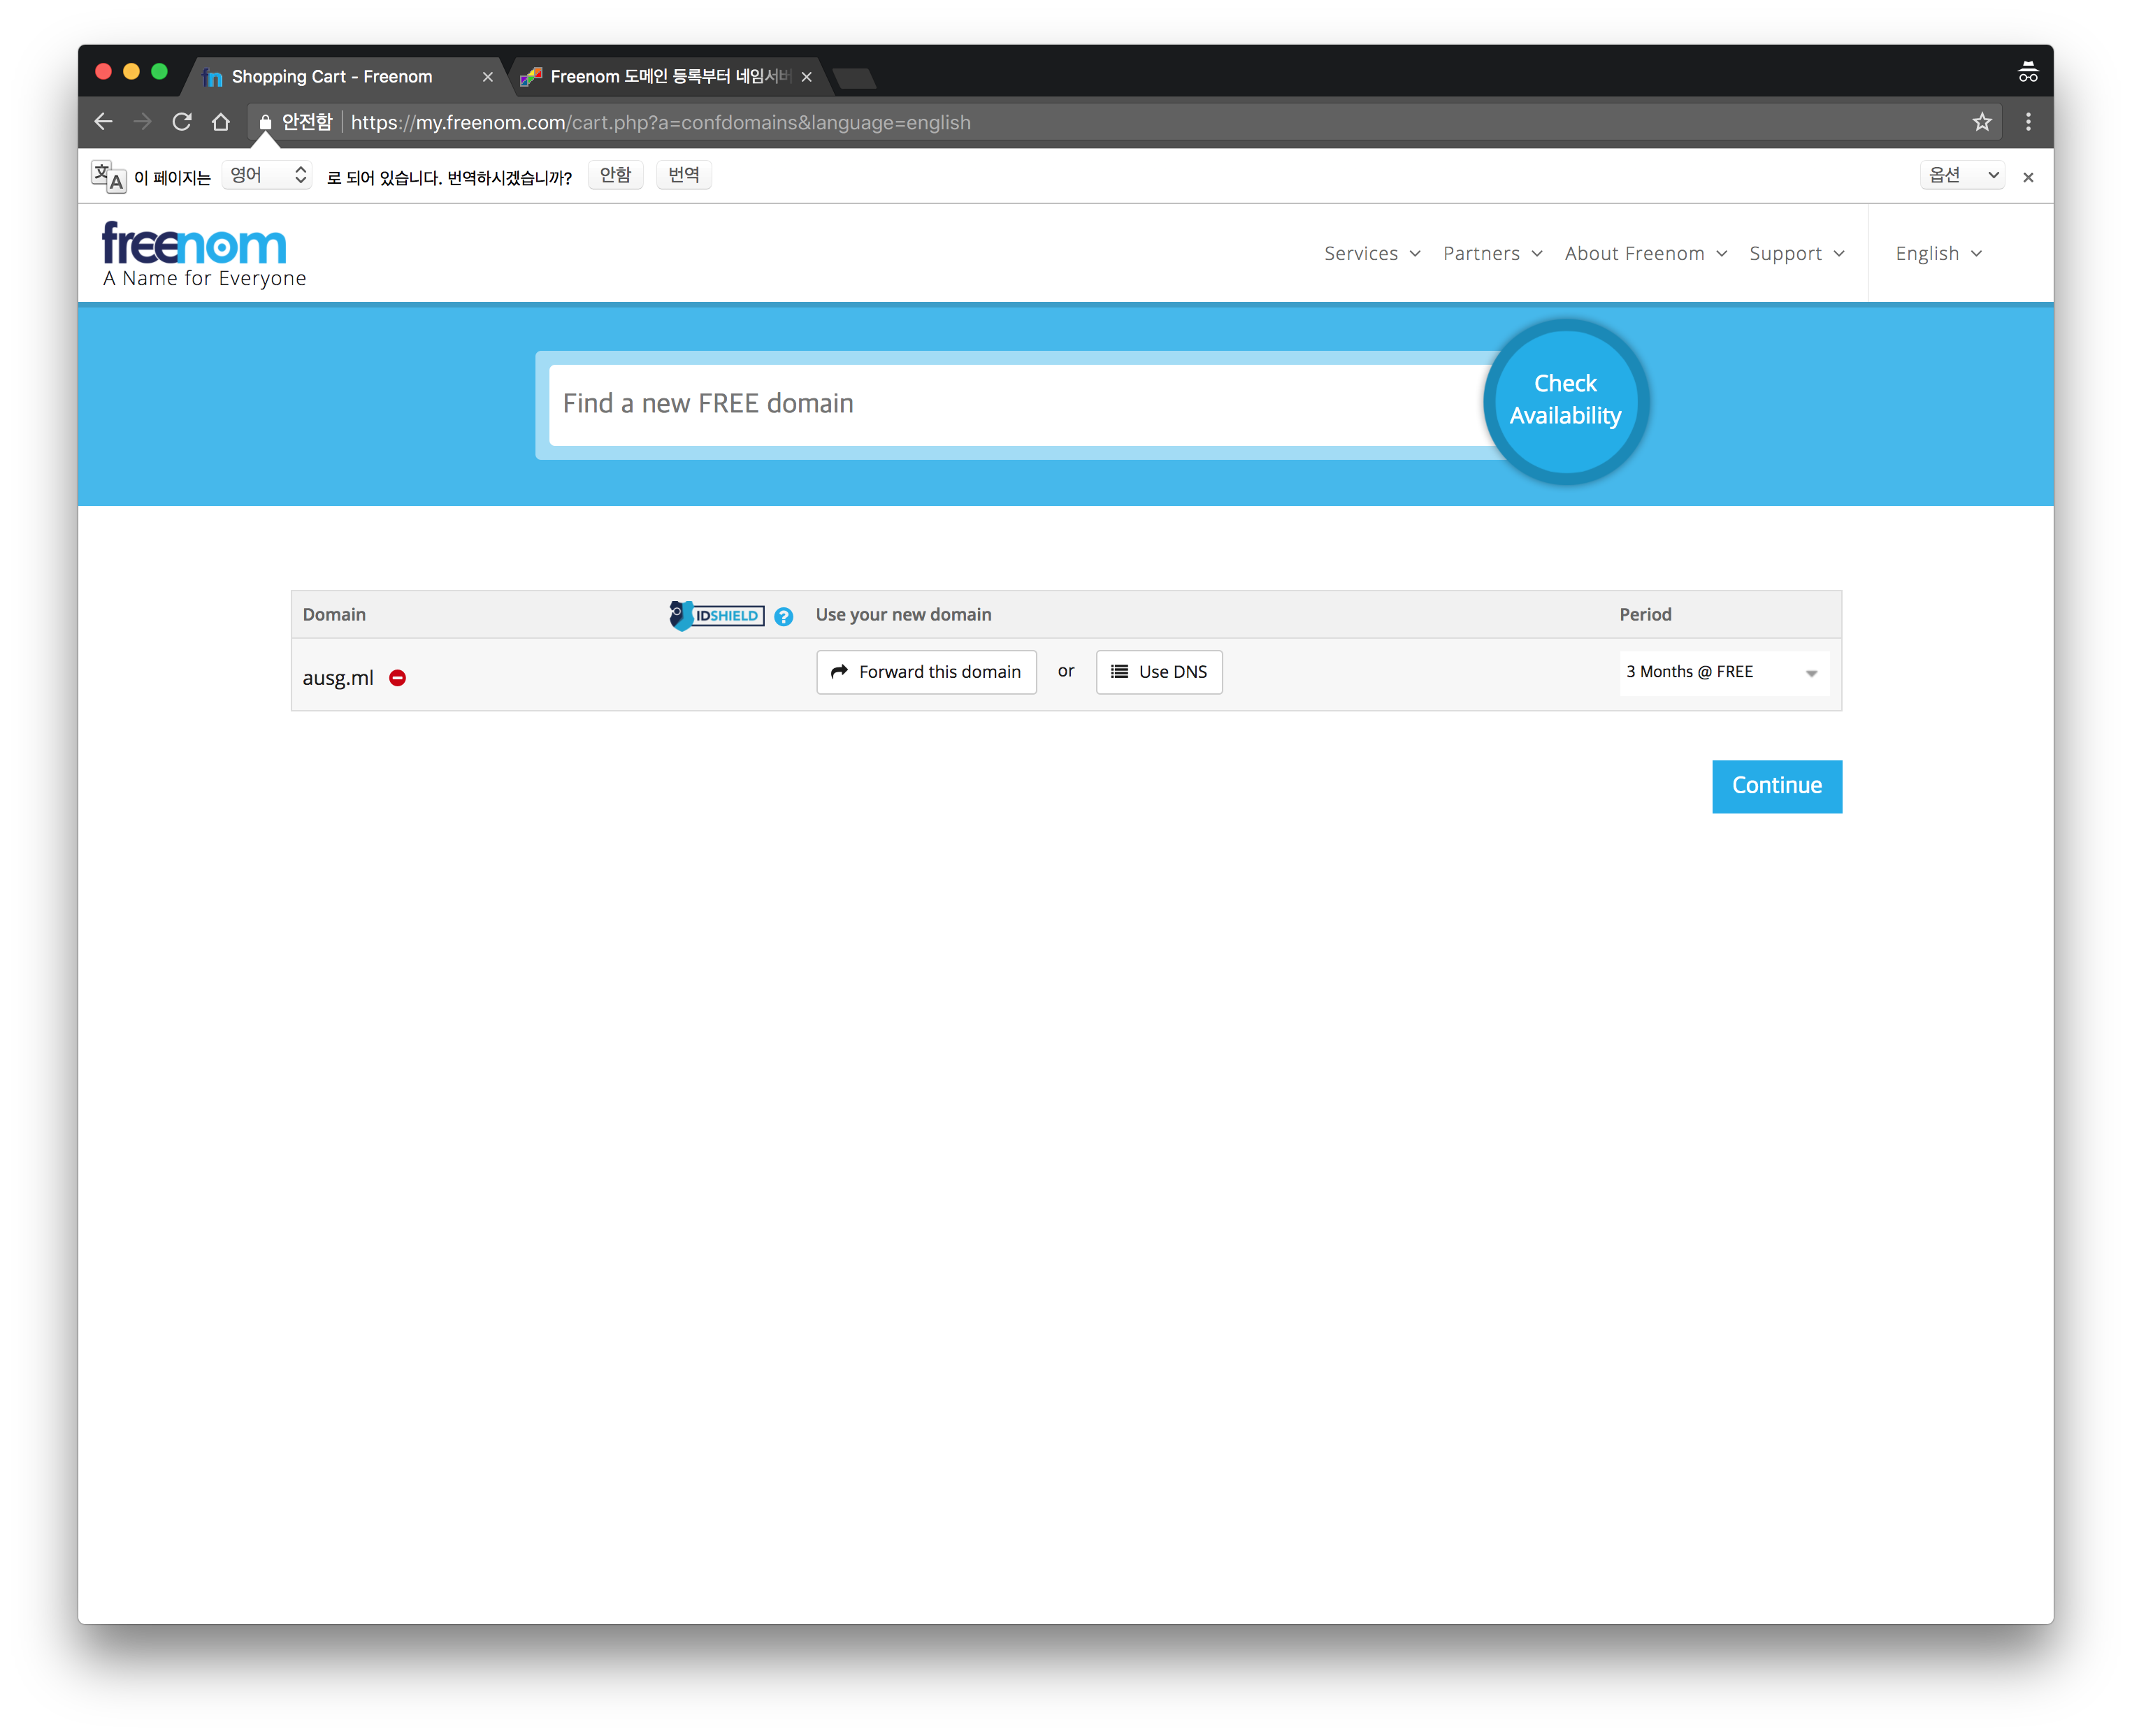 Shopping Cart - Freenom
Freenom 도메인 등록부터 네임서버
안전함 https://my.freenom.com/cart.php?a=confdomains&language=english
이 페이지는 영어 로 되어 있습니다. 번역하시겠습니까? 안함 번역 옵션
freenom
A Name for Everyone
Services Partners About Freenom Support English
Find a new FREE domain
Check
Availability
Domain IDSHIELD ? Use your new domain Period
ausg.ml Forward this domain or Use DNS 3 Months @ FREE
Continue